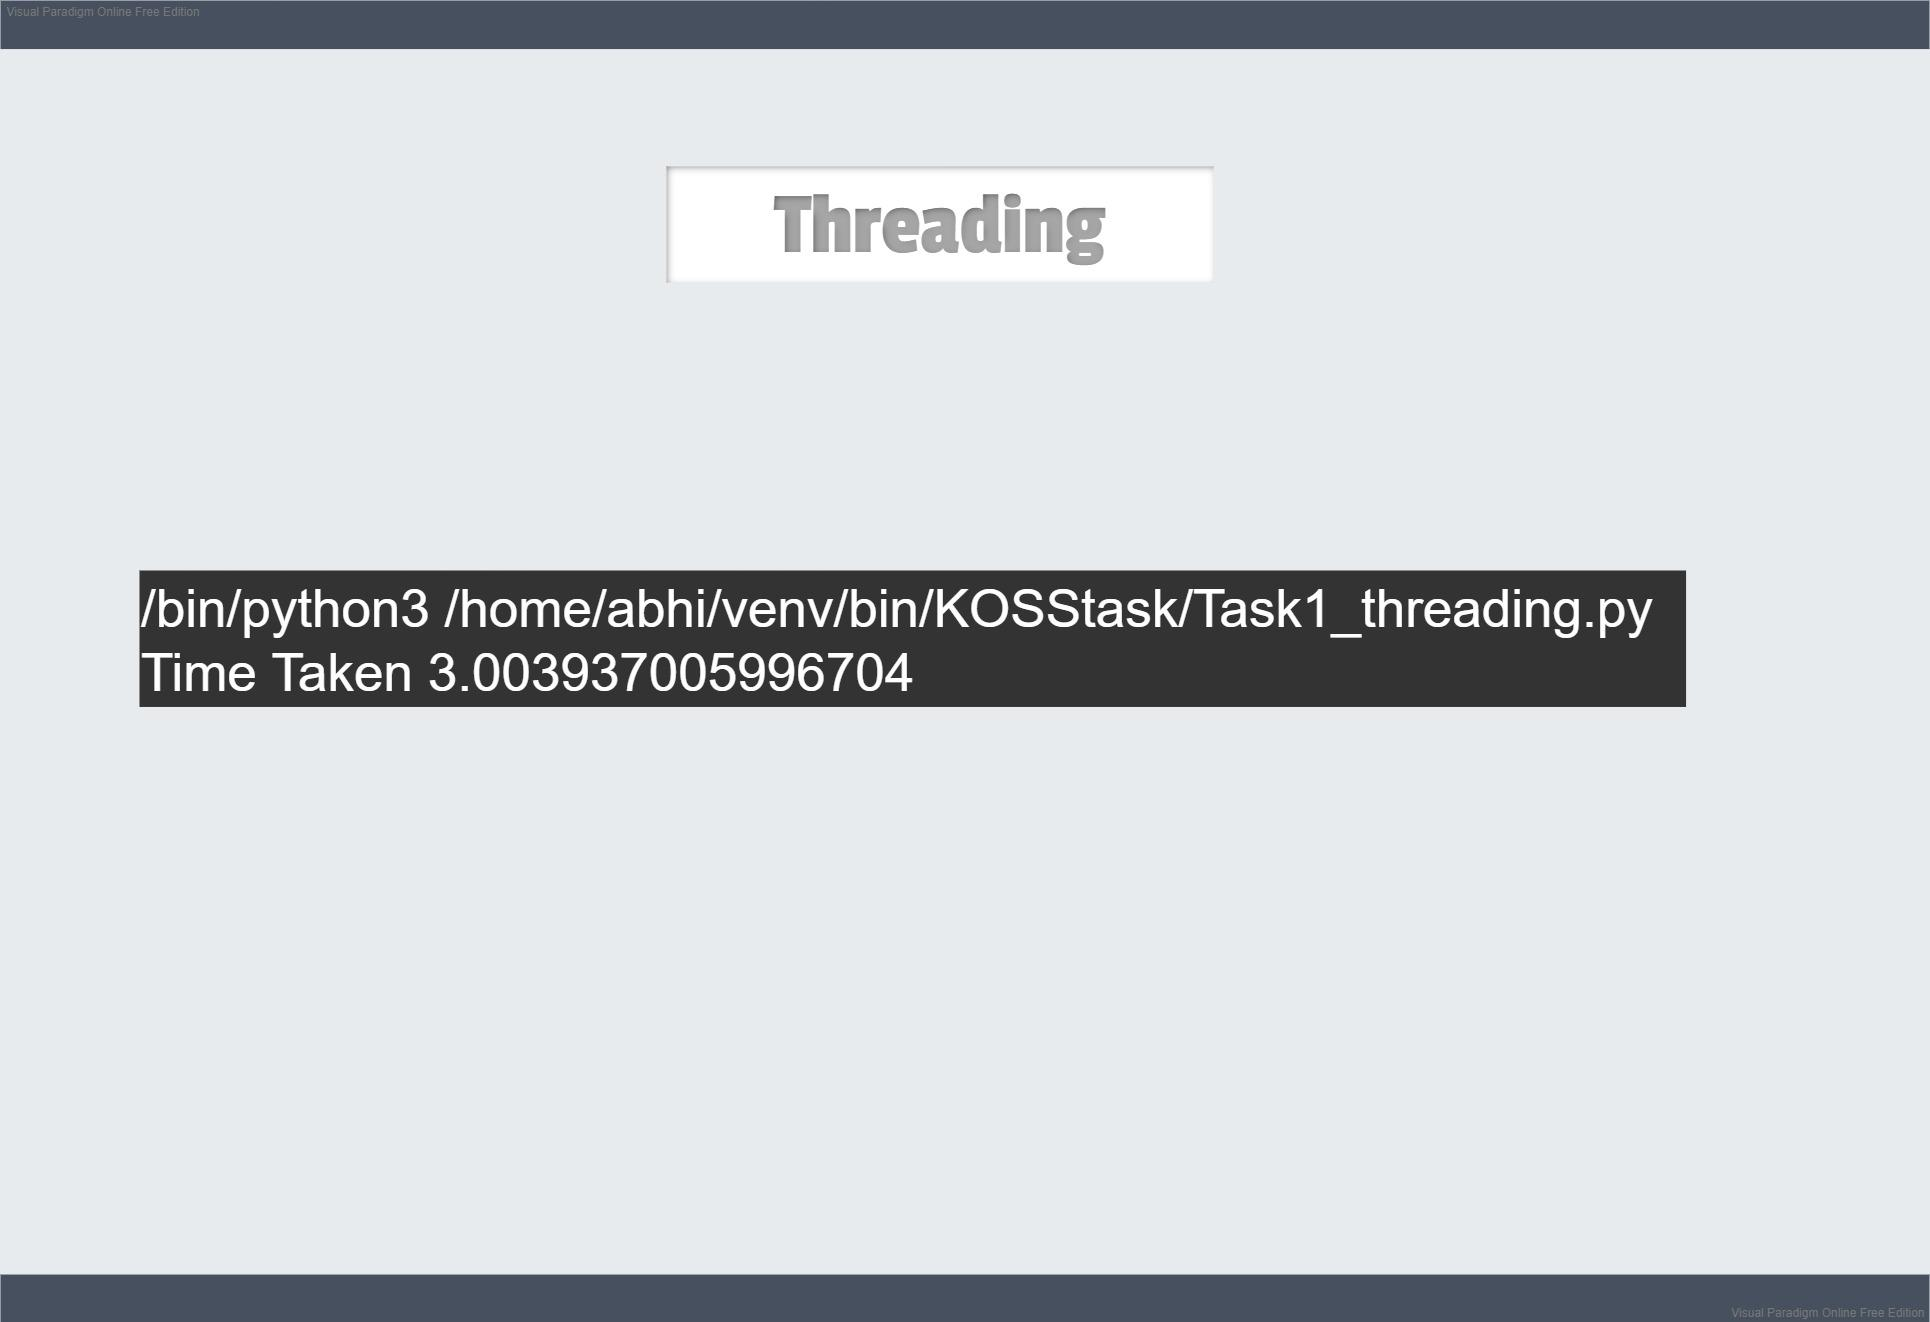 Visual Paradigm Online Free Edition
Threading
/bin/python3 /home/abhi/venv/bin/KOSStask/Task1_threading.py
Time Taken 3.003937005996704
Visual Paradigm Online Free Edition